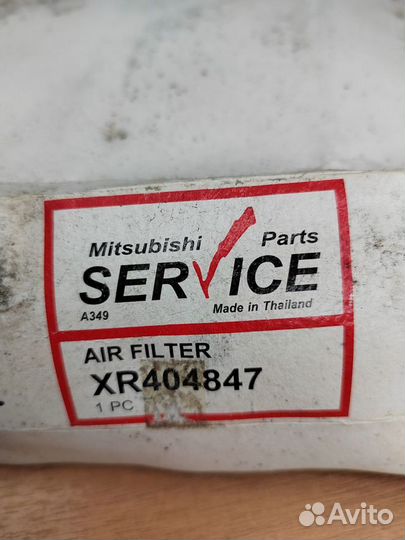 Mitsubishi Parts
SERVICE
A349 Made in Thailand
AIR FILTER
XR404847
1 PC
Avito